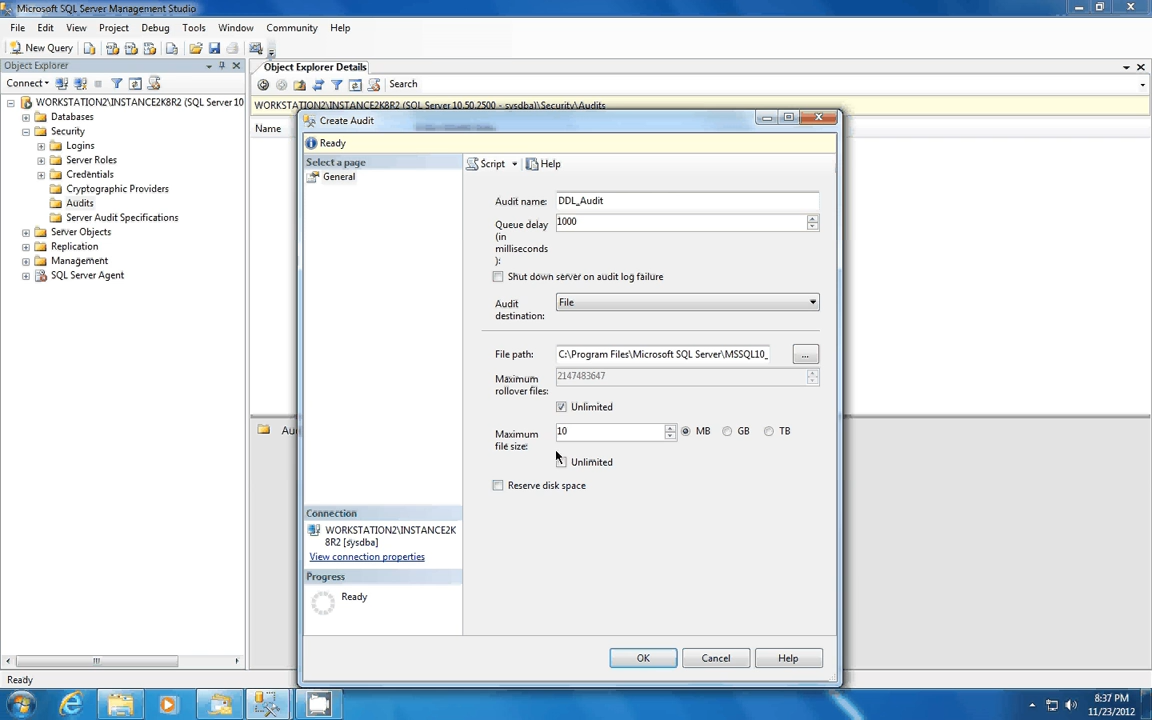 Microsoft SQL Server Management Studio
File Edit View Project Debug Tools Window Community Help
New Query
Object Explorer
Connect
WORKSTATION2\INSTANCE2K8R2 (SQL Server 10
Databases
Security
Logins
Server Roles
Credentials
Cryptographic Providers
Audits
Server Audit Specifications
Server Objects
Replication
Management
SQL Server Agent
Object Explorer Details
Search
WORKSTATION2\INSTANCE2K8R2 (SQL Server 10.50.2500 - sysdba)\Security\Audits
Name
Au
Create Audit
Ready
Select a page
General
Script Help
Audit name: DDL_Audit
Queue delay 1000
(in
milliseconds
):
Shut down server on audit log failure
Audit File
destination:
File path: C:\Program Files\Microsoft SQL Server\MSSQL10_ ...
Maximum 2147483647
rollover files:
Unlimited
Maximum 10 MB GB TB
file size:
Unlimited
Reserve disk space
Connection
WORKSTATION2\INSTANCE2K
8R2 [sysdba]
View connection properties
Progress
Ready
OK Cancel Help
Ready
8:37 PM
11/23/2012